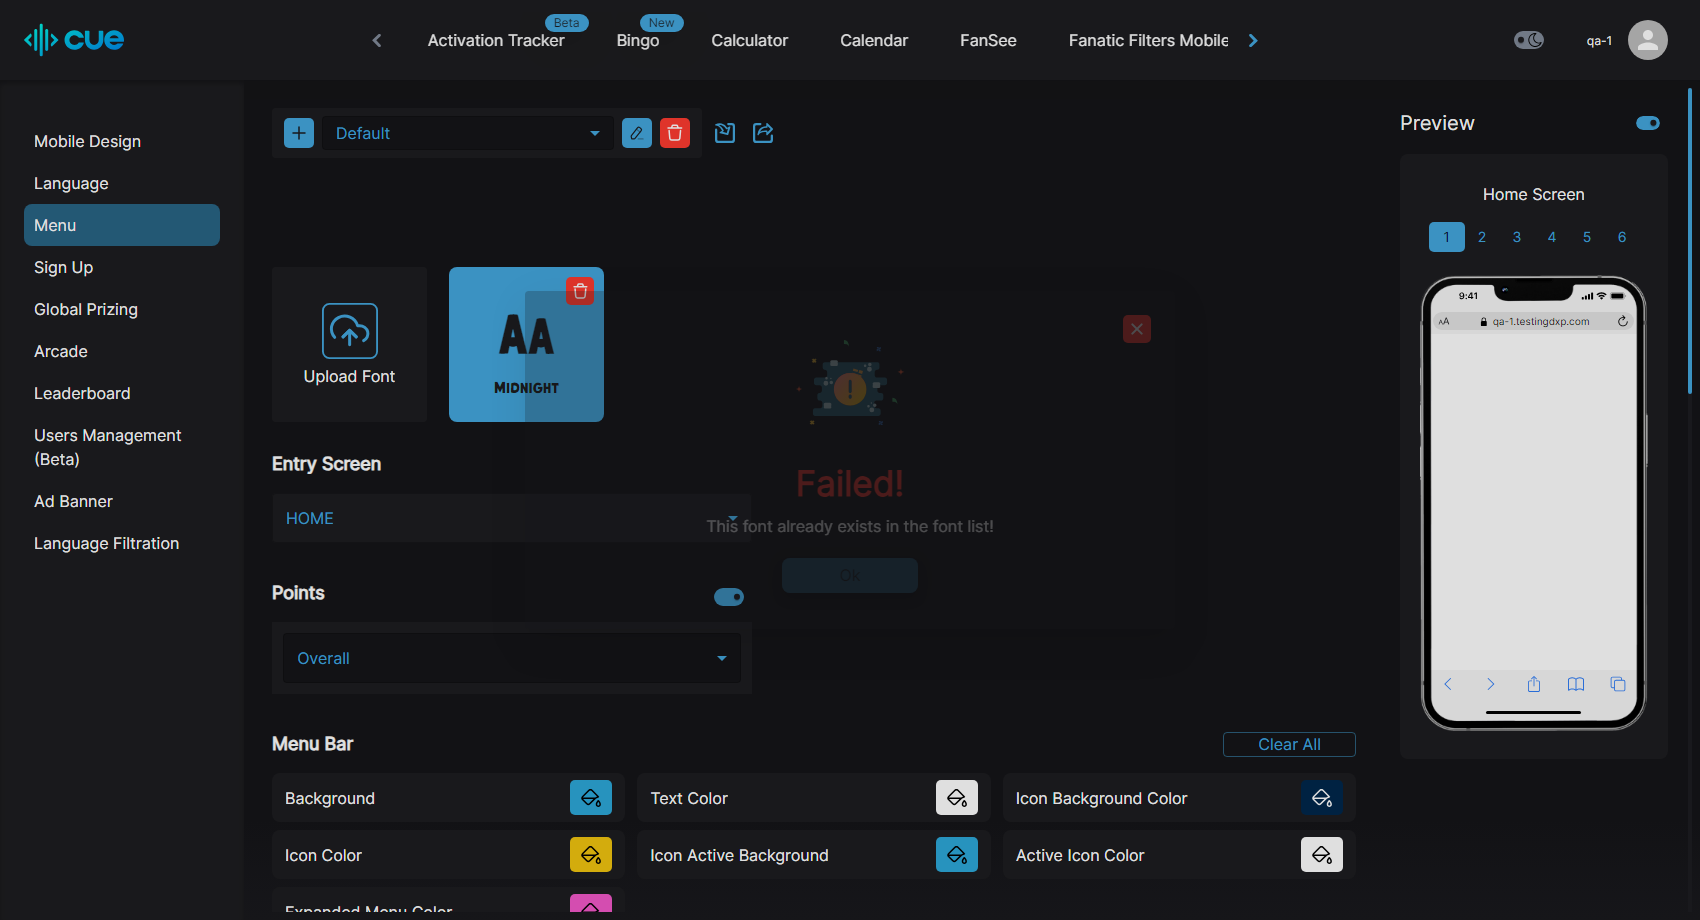 cue
Activation Tracker
Beta
Bingo
New
Calculator
Calendar
FanSee
Fanatic Filters Mobile
qa-1
Mobile Design
Language
Menu
Sign Up
Global Prizing
Arcade
Leaderboard
Users Management
(Beta)
Ad Banner
Language Filtration
Default
Upload Font
AA
MIDNIGHT
Failed!
This font already exists in the font list!
Ok
Entry Screen
HOME
Points
Overall
Menu Bar
Clear All
Background
Text Color
Icon Background Color
Icon Color
Icon Active Background
Active Icon Color
Expanded Menu Color
Preview
Home Screen
1 2 3 4 5 6
9:41
AA qa-1.testingdxp.com